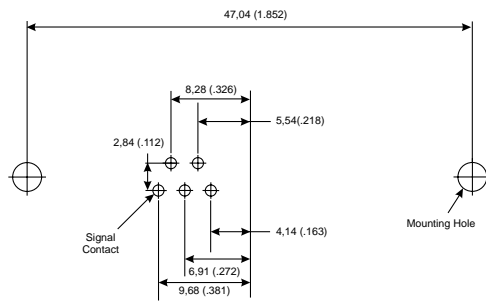 47,04 (1.852)
8,28 (.326)
5,54(.218)
2,84 (.112)
Signal
Contact
Mounting Hole
4,14 (.163)
6,91 (.272)
9,68 (.381)